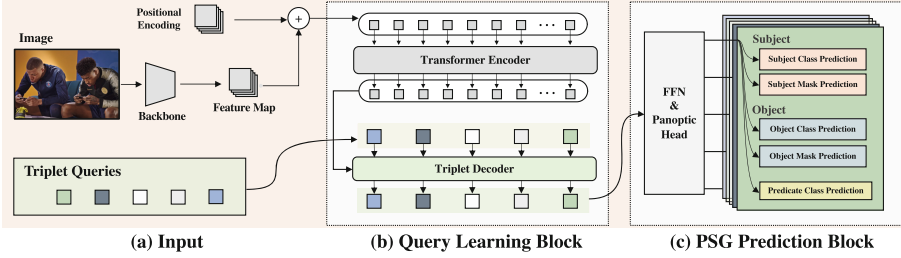 Positional
Encoding
Image
+
Backbone
Feature Map
Triplet Queries
(a) Input
Transformer Encoder
Triplet Decoder
(b) Query Learning Block
FFN
&
Panoptic
Head
Subject
Subject Class Prediction
Subject Mask Prediction
Object
Object Class Prediction
Object Mask Prediction
Predicate Class Prediction
(c) PSG Prediction Block